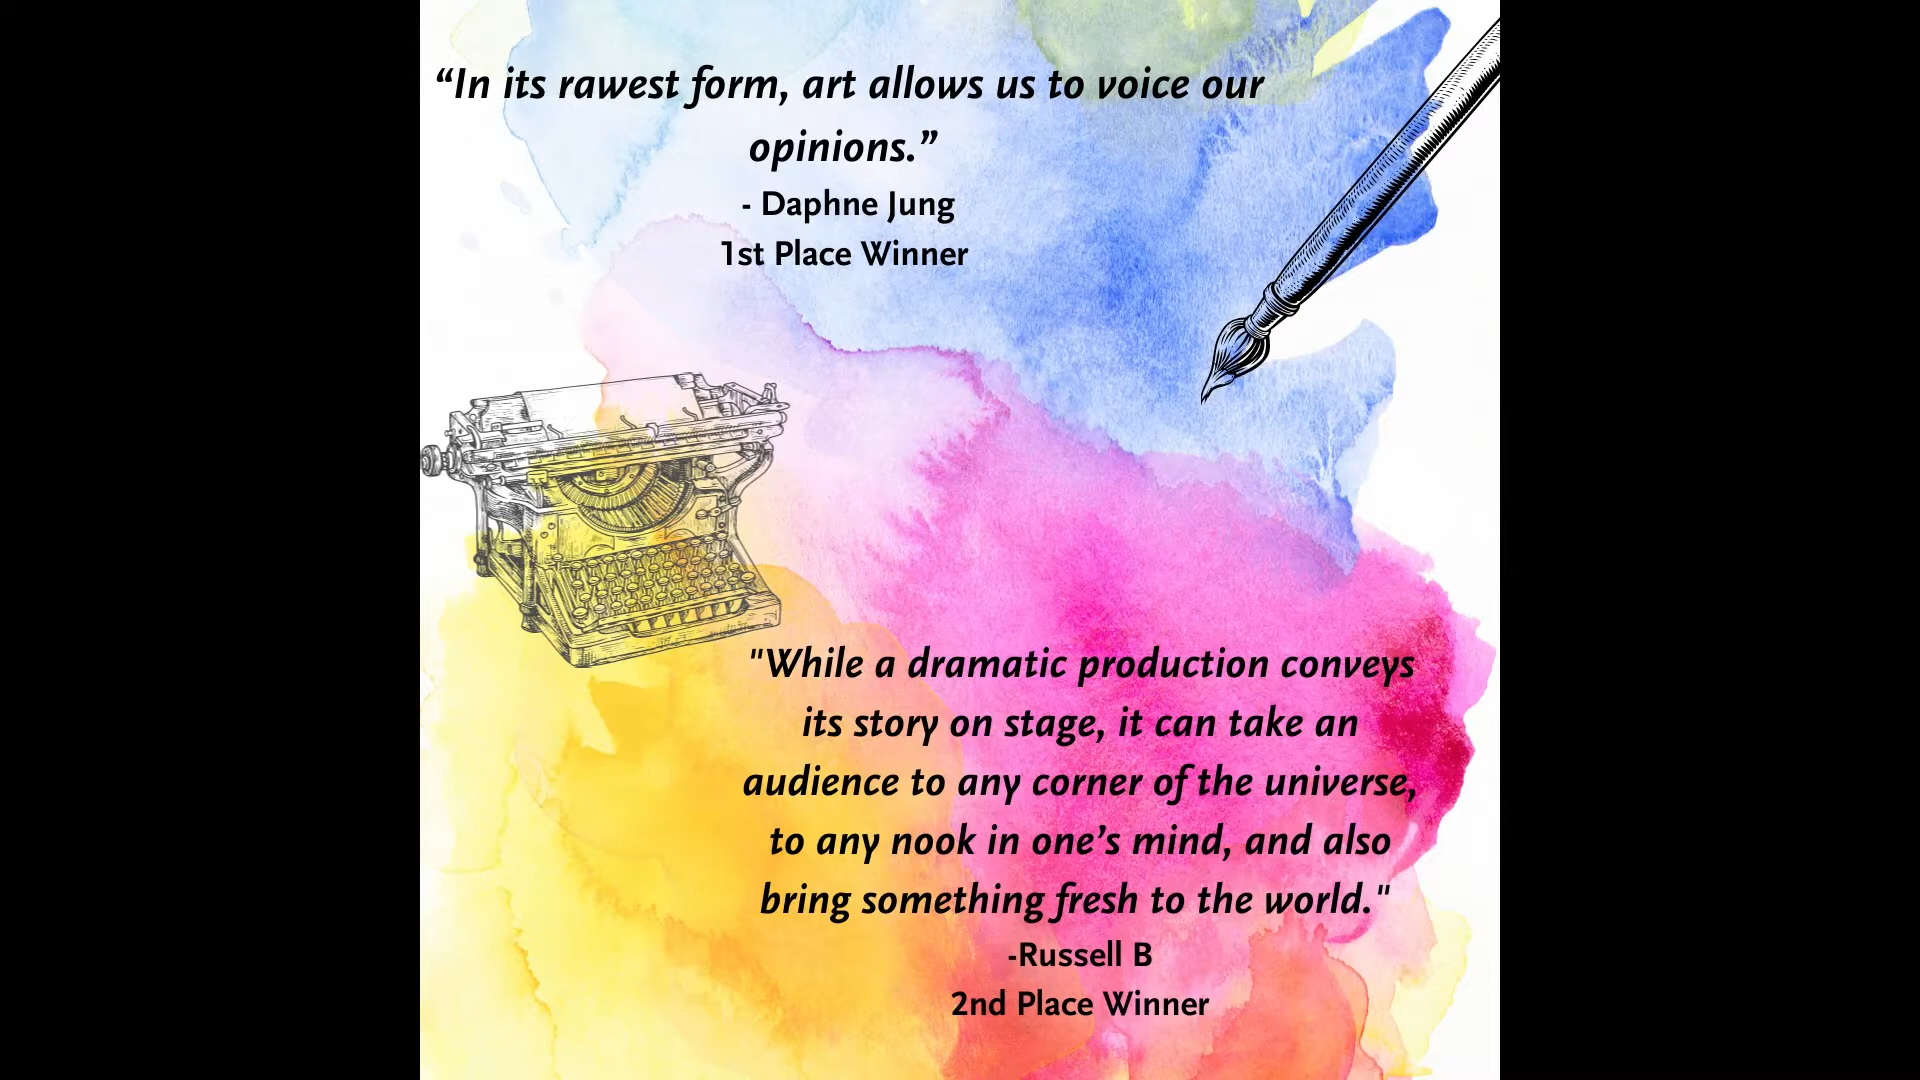 “In its rawest form, art allows us to voice our
opinions.”
- Daphne Jung
1st Place Winner
"While a dramatic production conveys
its story on stage, it can take an
audience to any corner of the universe,
to any nook in one’s mind, and also
bring something fresh to the world."
-Russell B
2nd Place Winner